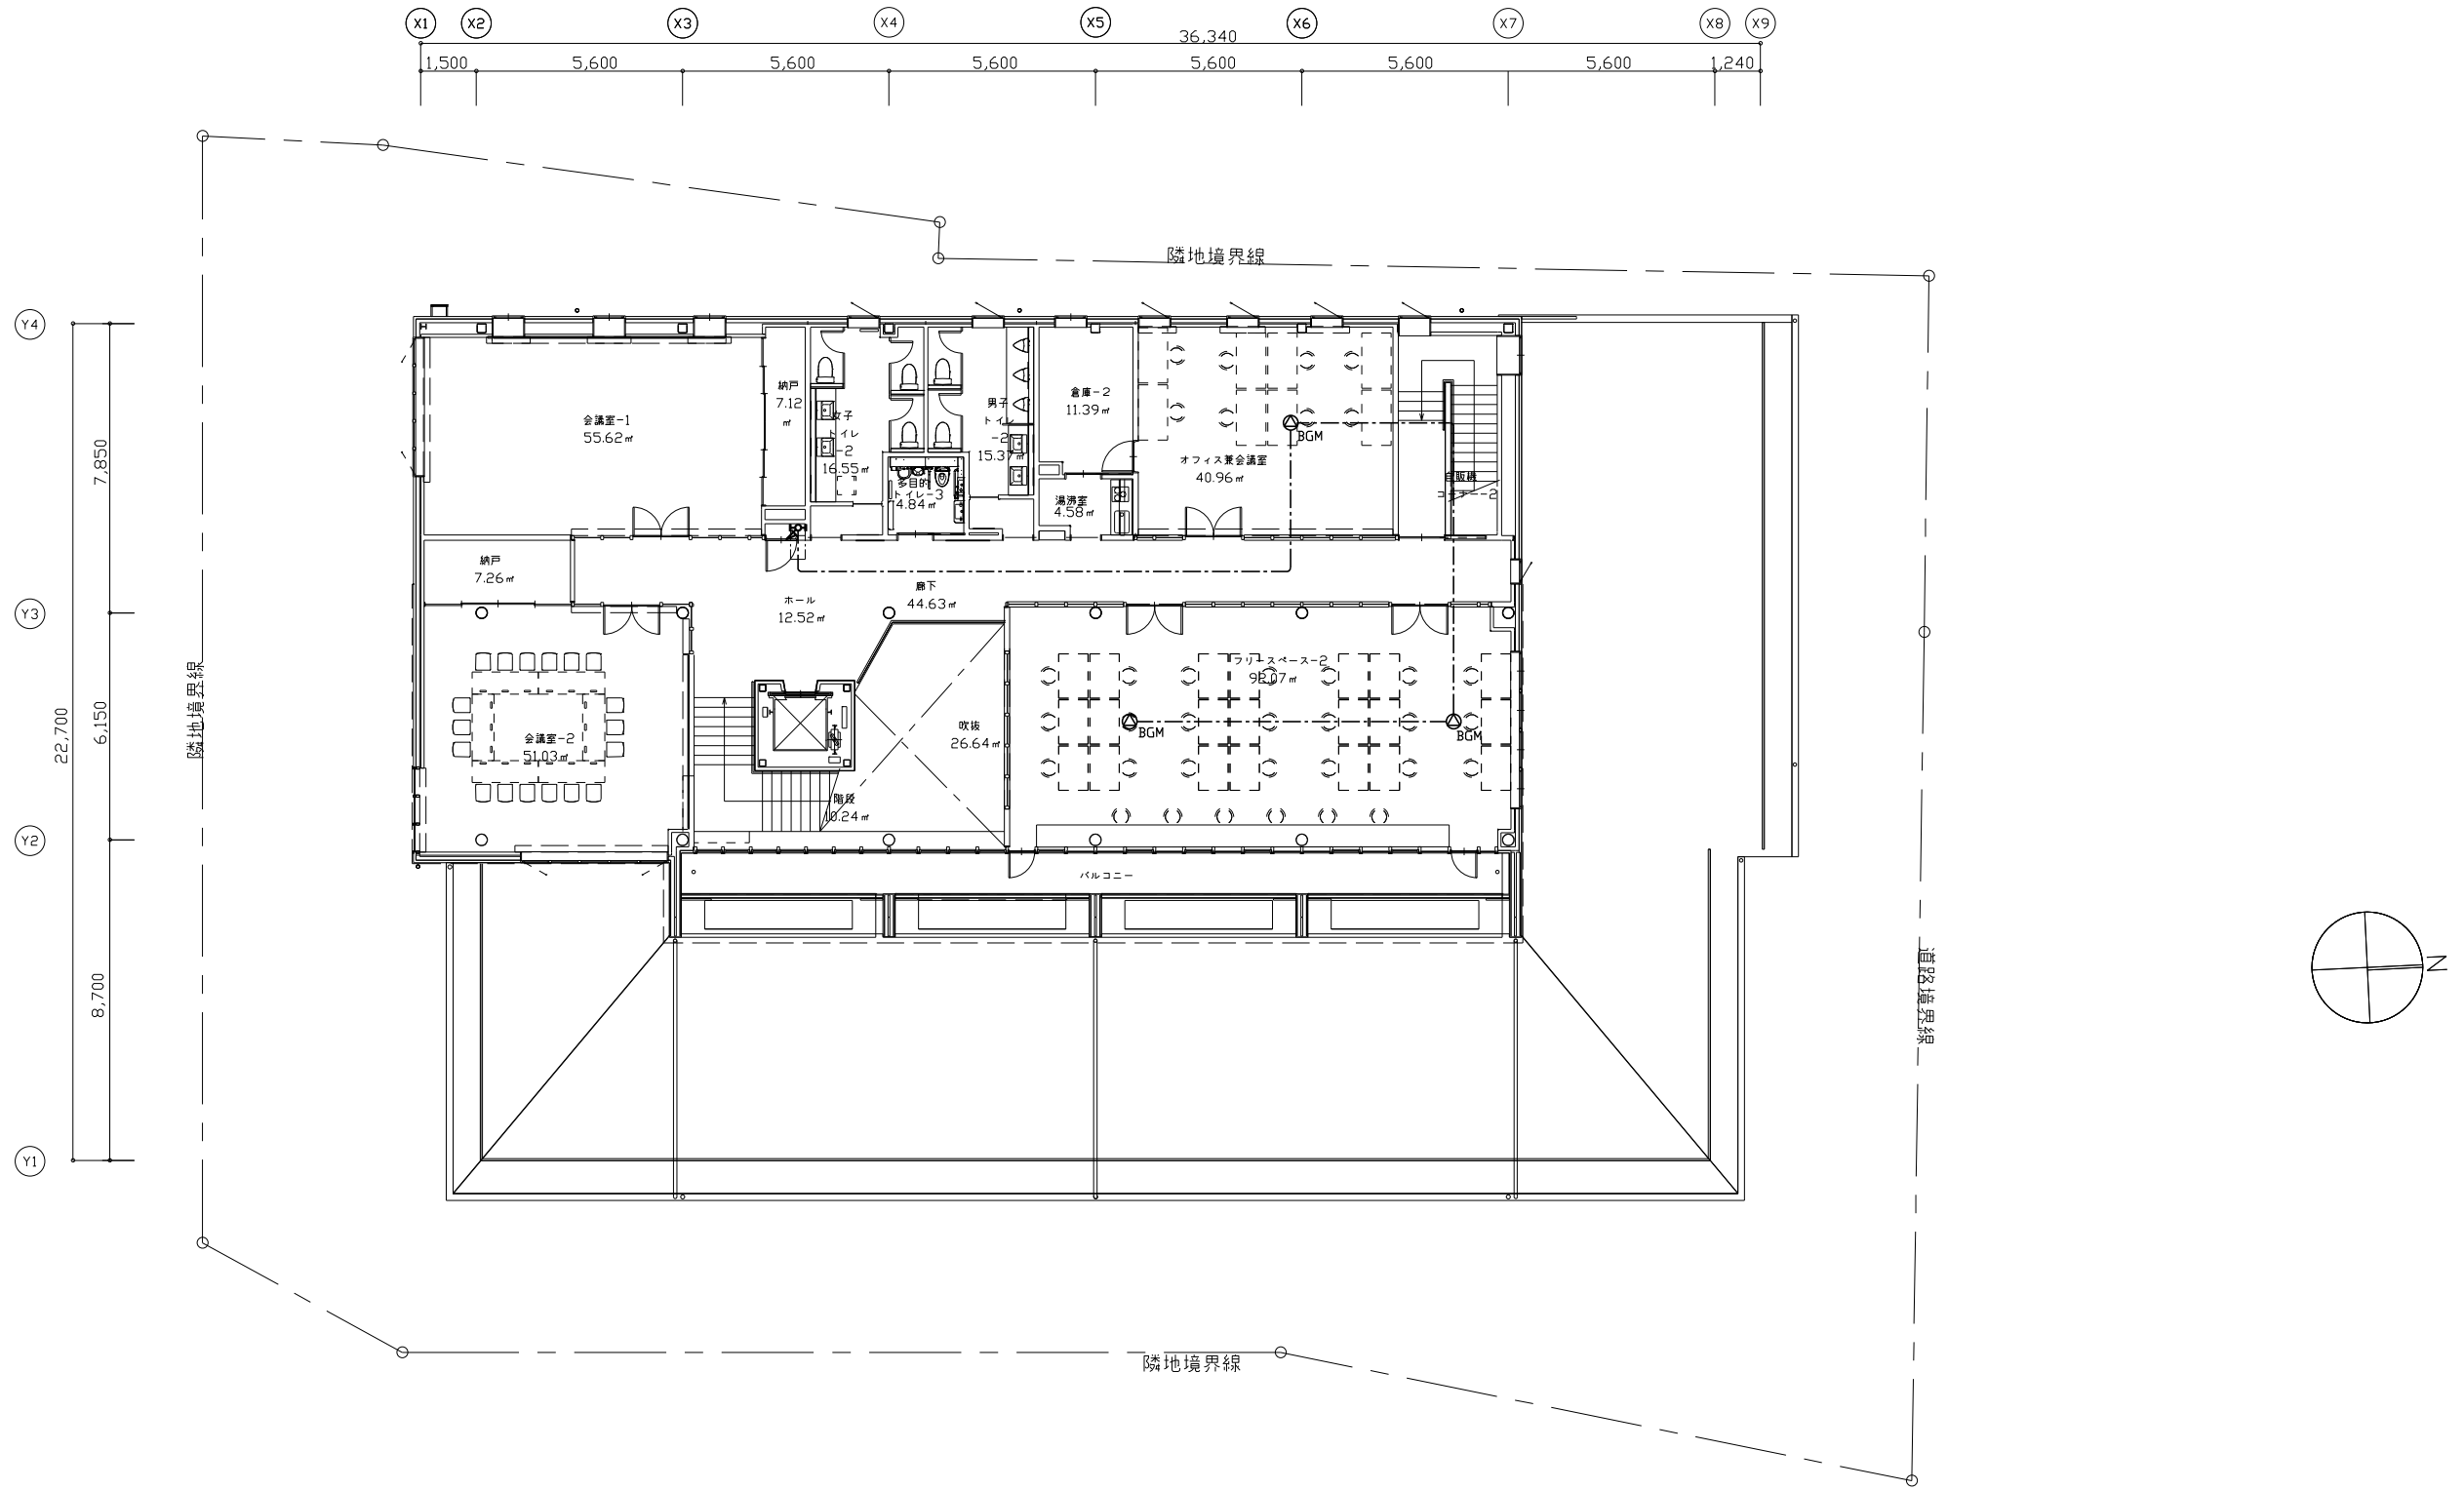 X1 X2 X3 X4 X5 X6 X7 X8 X9
36,340
1,500 5,600 5,600 5,600 5,600 5,600 5,600 1,240
隣地境界線
Y4
Y3
Y2
Y1
22,700
7,850
6,150
8,700
隣地境界線
会議室-1
55.62㎡
納戸
7.12
㎡
女子
トイレ
-2
16.55㎡
多目的
トイレ-3
4.84㎡
男子
トイレ
-2
15.37㎡
倉庫-2
11.39㎡
湯沸室
4.58㎡
オフィス兼会議室
40.96㎡
BGM
自販機
コーナー-2
納戸
7.26㎡
ホール
12.52㎡
廊下
44.63㎡
会議室-2
51.03㎡
吹抜
26.64㎡
階段
10.24㎡
フリースペース-2
92.07㎡
BGM
BGM
バルコニー
道路境界線
N
隣地境界線